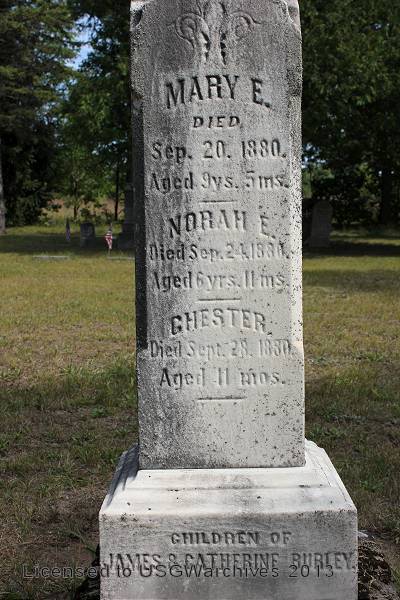 MARY E.
DIED
Sep. 20. 1880.
Aged 9ys. 5ms.
NORAH E.
Died Sep. 24. 1880.
Aged 6yrs. 11ms.
CHESTER.
Died Sept. 28. 1880.
Aged 11 mos.
CHILDREN OF
JAMES & CATHERINE BURLEY.
Licensed to USGWarchives 2013